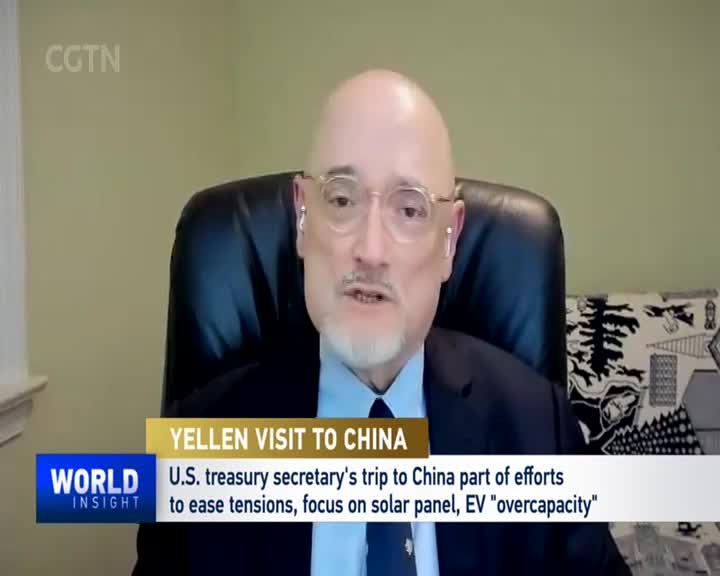 CGTN
YELLEN VISIT TO CHINA
WORLD
INSIGHT
U.S. treasury secretary's trip to China part of efforts
to ease tensions, focus on solar panel, EV "overcapacity"